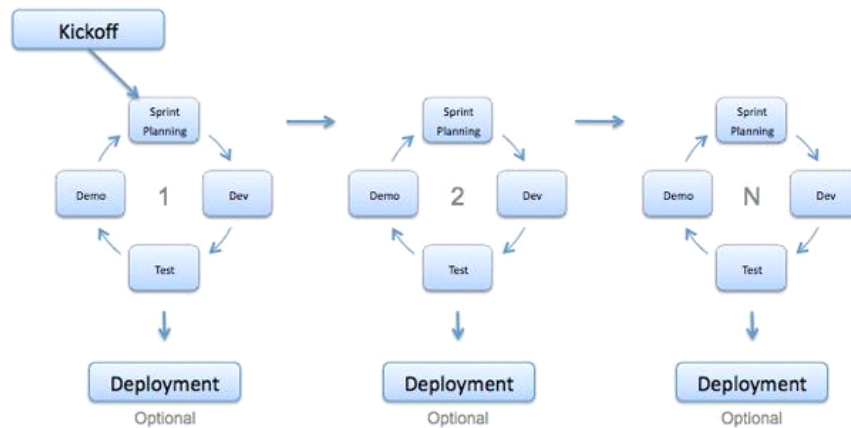 Kickoff
Sprint
Planning
Demo
1
Dev
Test
Deployment
Optional
Sprint
Planning
Demo
2
Dev
Test
Deployment
Optional
Sprint
Planning
Demo
N
Dev
Test
Deployment
Optional